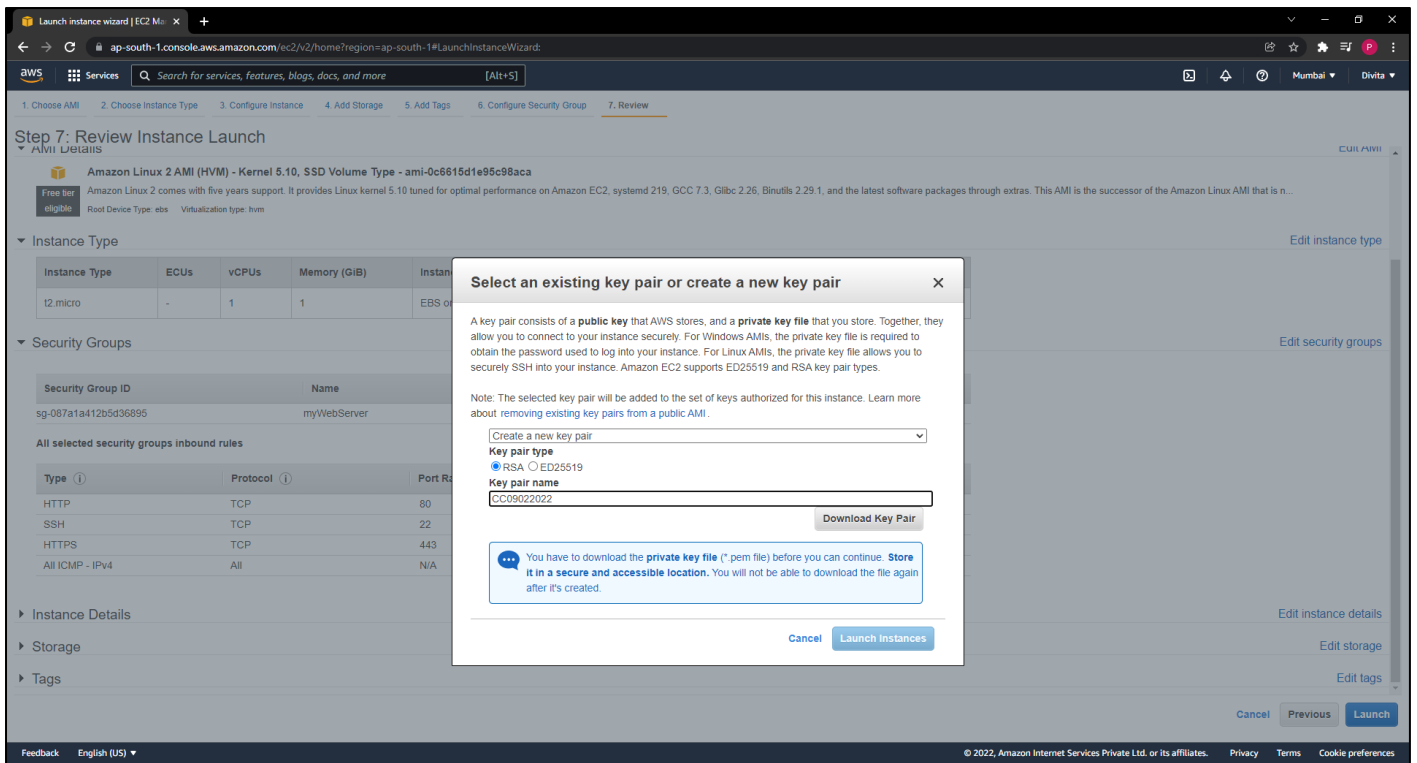 Launch instance wizard | EC2 Ma
ap-south-1.console.aws.amazon.com/ec2/v2/home?region=ap-south-1#LaunchInstanceWizard:
P
aws Services Search for services, features, blogs, docs, and more [Alt+S] Mumbai Divita
1. Choose AMI 2. Choose Instance Type 3. Configure Instance 4. Add Storage 5. Add Tags 6. Configure Security Group 7. Review
Step 7: Review Instance Launch
AMI Details Edit AMI
Amazon Linux 2 AMI (HVM) - Kernel 5.10, SSD Volume Type - ami-0c6615d1e95c98aca
Free tier eligible
Amazon Linux 2 comes with five years support. It provides Linux kernel 5.10 tuned for optimal performance on Amazon EC2, systemd 219, GCC 7.3, Glibc 2.26, Binutils 2.29.1, and the latest software packages through extras. This AMI is the successor of the Amazon Linux AMI that is n...
Root Device Type: ebs Virtualization type: hvm
Instance Type Edit instance type
Instance Type ECUs vCPUs Memory (GiB) Instan
t2.micro - 1 1 EBS or
Security Groups Edit security groups
Security Group ID Name
sg-087a1a412b5d36895 myWebServer
All selected security groups inbound rules
Type Protocol Port Ra
HTTP TCP 80
SSH TCP 22
HTTPS TCP 443
All ICMP - IPv4 All N/A
Instance Details Edit instance details
Storage Edit storage
Tags Edit tags
Select an existing key pair or create a new key pair
A key pair consists of a public key that AWS stores, and a private key file that you store. Together, they
allow you to connect to your instance securely. For Windows AMIs, the private key file is required to
obtain the password used to log into your instance. For Linux AMIs, the private key file allows you to
securely SSH into your instance. Amazon EC2 supports ED25519 and RSA key pair types.
Note: The selected key pair will be added to the set of keys authorized for this instance. Learn more
about removing existing key pairs from a public AMI .
Create a new key pair
Key pair type
RSA ED25519
Key pair name
CC09022022
Download Key Pair
You have to download the private key file (*.pem file) before you can continue. Store
it in a secure and accessible location. You will not be able to download the file again
after it's created.
Cancel Launch Instances
Cancel Previous Launch
Feedback English (US) © 2022, Amazon Internet Services Private Ltd. or its affiliates. Privacy Terms Cookie preferences